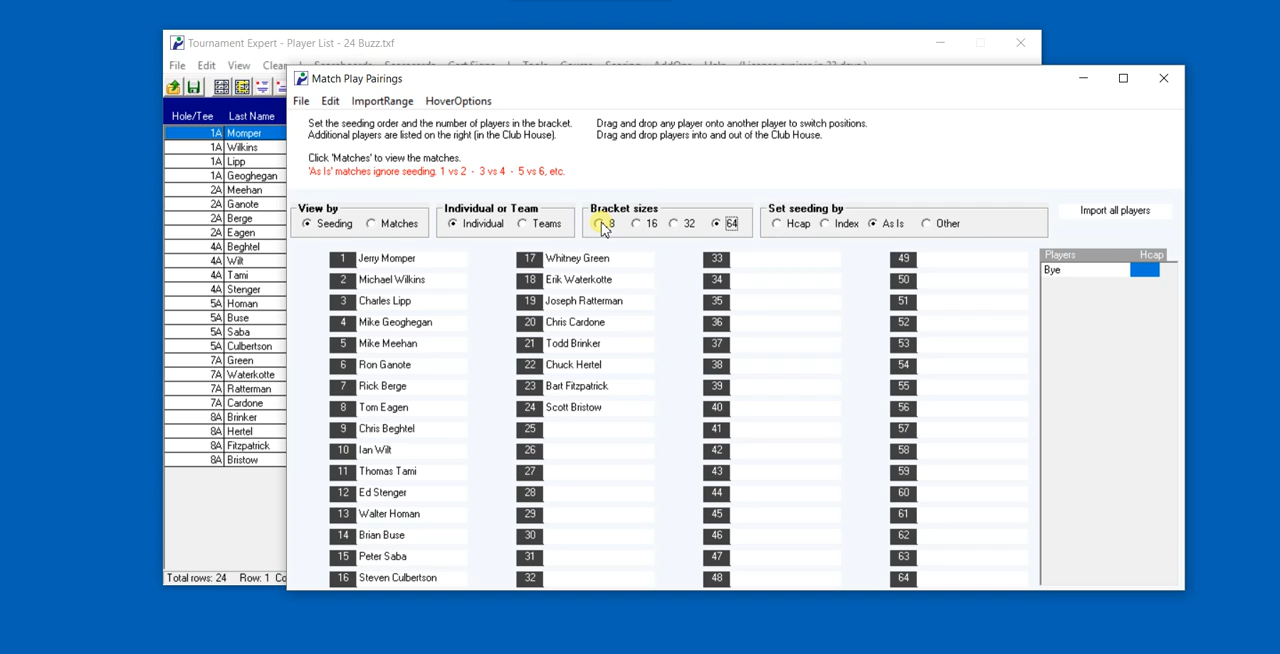 Tournament Expert - Player List - 24 Buzz.txf
File Edit View Clear
(License expires in 22 days)
Hole/Tee Last Name
1A Momper
1A Wilkins
1A Lipp
1A Geoghegan
2A Meehan
2A Ganote
2A Berge
2A Eagen
4A Beghtel
4A Wilt
4A Tami
4A Stenger
5A Homan
5A Buse
5A Saba
5A Culbertson
7A Green
7A Waterkotte
7A Ratterman
7A Cardone
8A Brinker
8A Hertel
8A Fitzpatrick
8A Bristow
Total rows: 24 Row: 1 Co
Match Play Pairings
File Edit ImportRange HoverOptions
Set the seeding order and the number of players in the bracket.
Additional players are listed on the right (in the Club House).
Drag and drop any player onto another player to switch positions.
Drag and drop players into and out of the Club House.
Click 'Matches' to view the matches.
'As Is' matches ignore seeding. 1 vs 2 - 3 vs 4 - 5 vs 6, etc.
View by
Seeding Matches
Individual or Team
Individual Teams
Bracket sizes
8 16 32 64
Set seeding by
Hcap Index As Is Other
Import all players
1 Jerry Momper
2 Michael Wilkins
3 Charles Lipp
4 Mike Geoghegan
5 Mike Meehan
6 Ron Ganote
7 Rick Berge
8 Tom Eagen
9 Chris Beghtel
10 Ian Wilt
11 Thomas Tami
12 Ed Stenger
13 Walter Homan
14 Brian Buse
15 Peter Saba
16 Steven Culbertson
17 Whitney Green
18 Erik Waterkotte
19 Joseph Ratterman
20 Chris Cardone
21 Todd Brinker
22 Chuck Hertel
23 Bart Fitzpatrick
24 Scott Bristow
25
26
27
28
29
30
31
32
33
34
35
36
37
38
39
40
41
42
43
44
45
46
47
48
49
50
51
52
53
54
55
56
57
58
59
60
61
62
63
64
Players Hcap
Bye